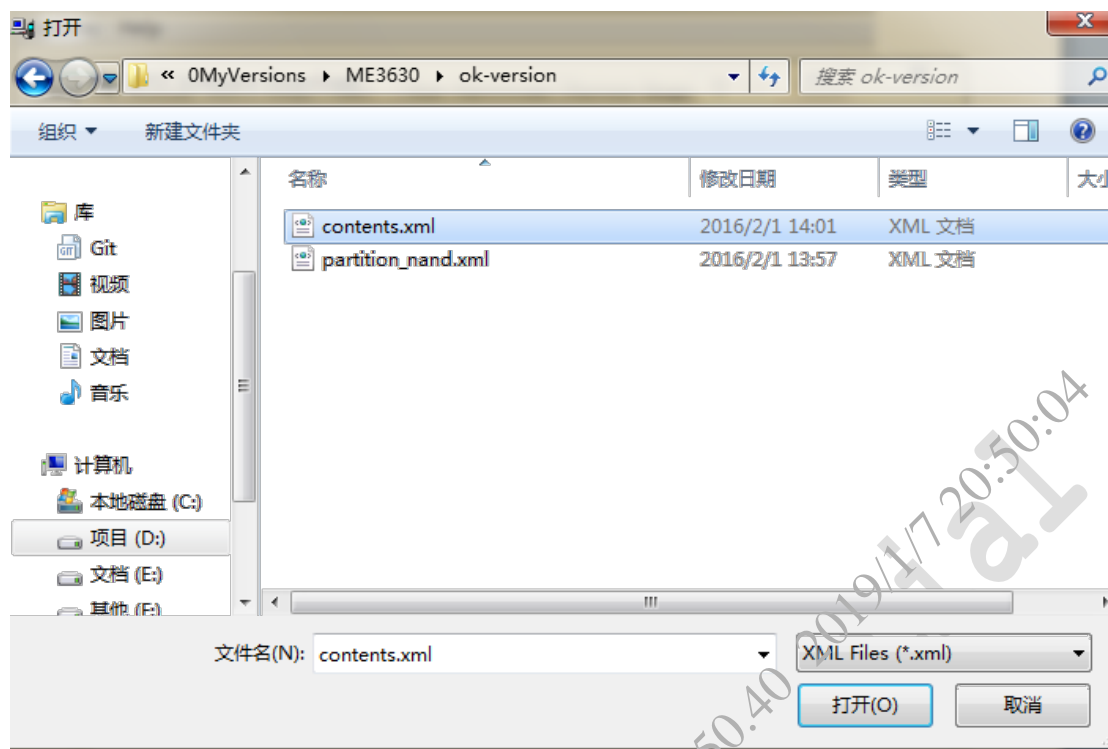 打开
« 0MyVersions ▸ ME3630 ▸ ok-version 搜索 ok-version
组织 新建文件夹
名称 修改日期 类型 大小
库
Git
视频
图片
文档
音乐
计算机
本地磁盘 (C:)
项目 (D:)
文档 (E:)
其他 (F:)
contents.xml 2016/2/1 14:01 XML 文档
partition_nand.xml 2016/2/1 13:57 XML 文档
文件名(N): contents.xml XML Files (*.xml)
打开(O) 取消
50.40 2019/1/7 20:50:04